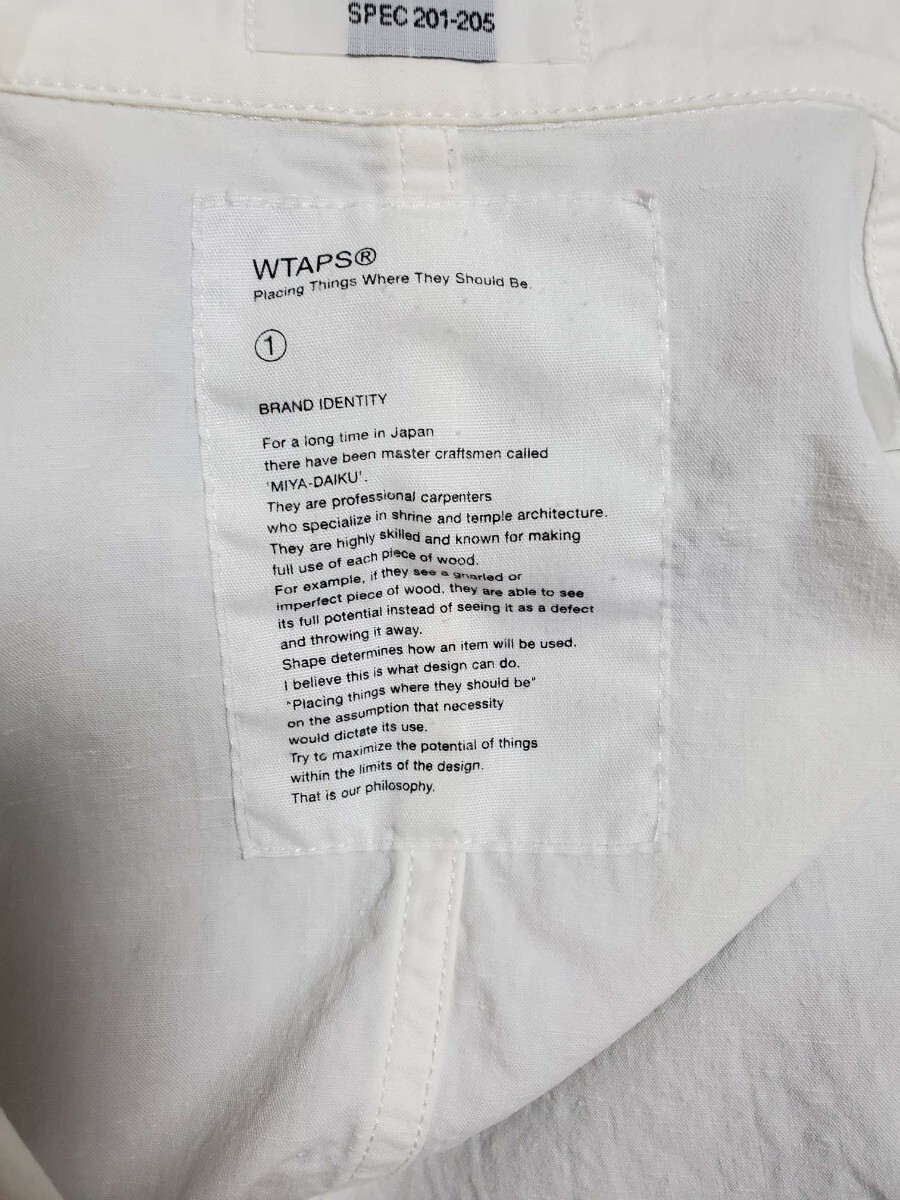 SPEC 201-205
WTAPS®
Placing Things Where They Should Be.
①
BRAND IDENTITY
For a long time in Japan
there have been master craftsmen called
'MIYA-DAIKU'.
They are professional carpenters
who specialize in shrine and temple architecture.
They are highly skilled and known for making
full use of each piece of wood.
For example, if they see a gnarled or
imperfect piece of wood, they are able to see
its full potential instead of seeing it as a defect
and throwing it away.
Shape determines how an item will be used.
I believe this is what design can do.
"Placing things where they should be"
on the assumption that necessity
would dictate its use.
Try to maximize the potential of things
within the limits of the design.
That is our philosophy.